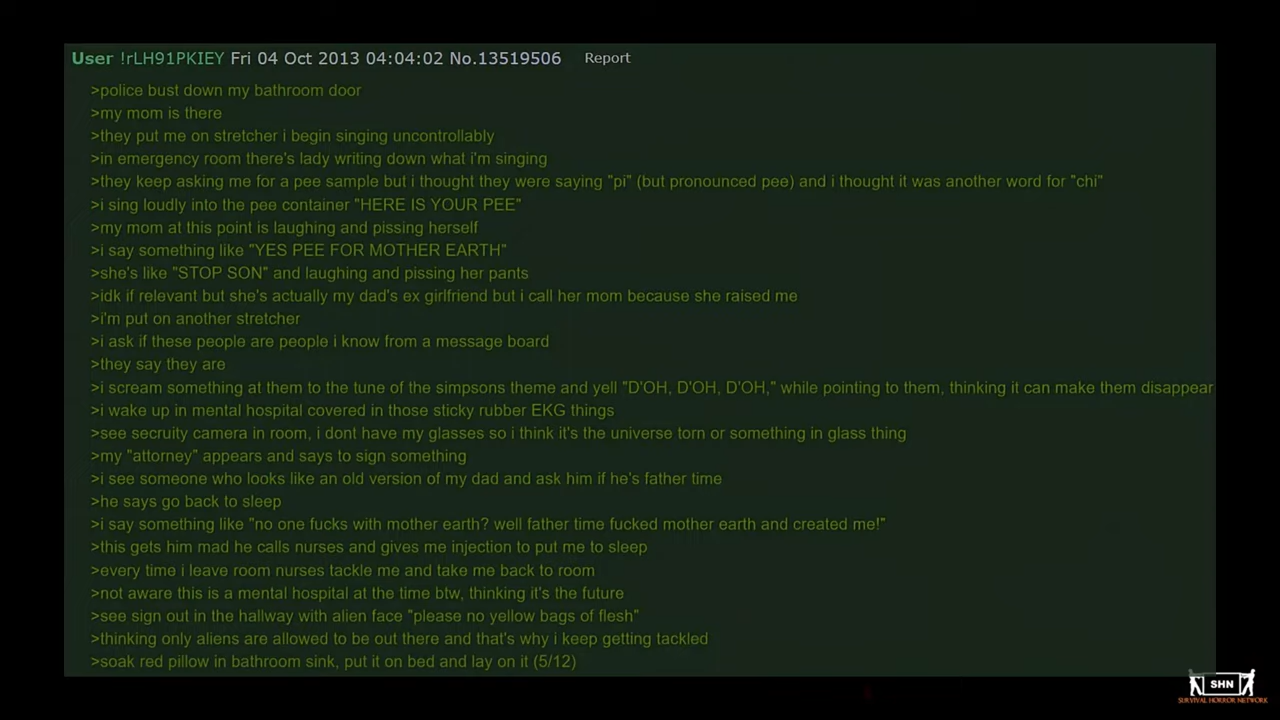 User !rLH91PKIEY Fri 04 Oct 2013 04:04:02 No.13519506 Report
>police bust down my bathroom door
>my mom is there
>they put me on stretcher i begin singing uncontrollably
>in emergency room there's lady writing down what i'm singing
>they keep asking me for a pee sample but i thought they were saying "pi" (but pronounced pee) and i thought it was another word for "chi"
>i sing loudly into the pee container "HERE IS YOUR PEE"
>my mom at this point is laughing and pissing herself
>i say something like "YES PEE FOR MOTHER EARTH"
>she's like "STOP SON" and laughing and pissing her pants
>idk if relevant but she's actually my dad's ex girlfriend but i call her mom because she raised me
>i'm put on another stretcher
>i ask if these people are people i know from a message board
>they say they are
>i scream something at them to the tune of the simpsons theme and yell "D'OH, D'OH, D'OH," while pointing to them, thinking it can make them disappear
>i wake up in mental hospital covered in those sticky rubber EKG things
>see secruity camera in room, i dont have my glasses so i think it's the universe torn or something in glass thing
>my "attorney" appears and says to sign something
>i see someone who looks like an old version of my dad and ask him if he's father time
>he says go back to sleep
>i say something like "no one fucks with mother earth? well father time fucked mother earth and created me!"
>this gets him mad he calls nurses and gives me injection to put me to sleep
>every time i leave room nurses tackle me and take me back to room
>not aware this is a mental hospital at the time btw, thinking it's the future
>see sign out in the hallway with alien face "please no yellow bags of flesh"
>thinking only aliens are allowed to be out there and that's why i keep getting tackled
>soak red pillow in bathroom sink, put it on bed and lay on it (5/12)
SHN
SURVIVAL HORROR NETWORK